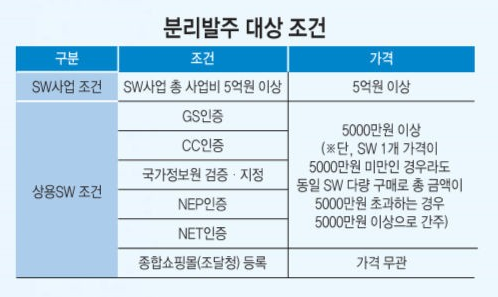 분리발주 대상 조건
구분 조건 가격
SW사업 조건 SW사업 총 사업비 5억원 이상 5억원 이상
상용SW 조건
GS인증
CC인증
국가정보원 검증·지정
NEP인증
NET인증
5000만원 이상
(※단, SW 1개 가격이
5000만원 미만인 경우라도
동일 SW 다량 구매로 총 금액이
5000만원 초과하는 경우
5000만원 이상으로 간주)
종합쇼핑몰(조달청) 등록 가격 무관